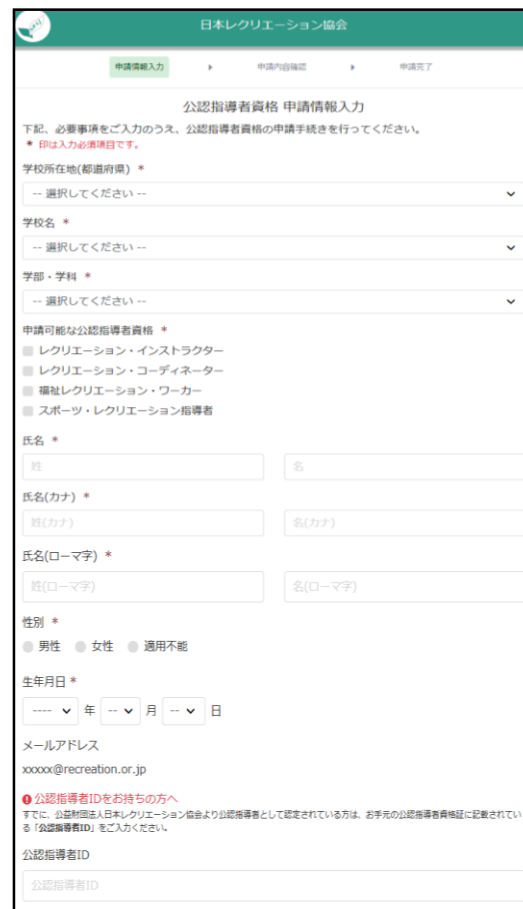 日本レクリエーション協会
申請情報入力 ▶ 申請内容確認 ▶ 申請完了
公認指導者資格 申請情報入力
下記、必要事項をご入力のうえ、公認指導者資格の申請手続きを行ってください。
* 印は入力必須項目です。
学校所在地(都道府県) *
-- 選択してください --
学校名 *
-- 選択してください --
学部・学科 *
-- 選択してください --
申請可能な公認指導者資格 *
レクリエーション・インストラクター
レクリエーション・コーディネーター
福祉レクリエーション・ワーカー
スポーツ・レクリエーション指導者
氏名 *
姓 名
氏名(カナ) *
姓(カナ) 名(カナ)
氏名(ローマ字) *
姓(ローマ字) 名(ローマ字)
性別 *
男性 女性 適用不能
生年月日 *
---- 年 -- 月 -- 日
メールアドレス
xxxxx@recreation.or.jp
公認指導者IDをお持ちの方へ
すでに、公益財団法人日本レクリエーション協会より公認指導者として認定されている方は、お手元の公認指導者資格証に記載されてい
る「公認指導者ID」をご入力ください。
公認指導者ID
公認指導者ID